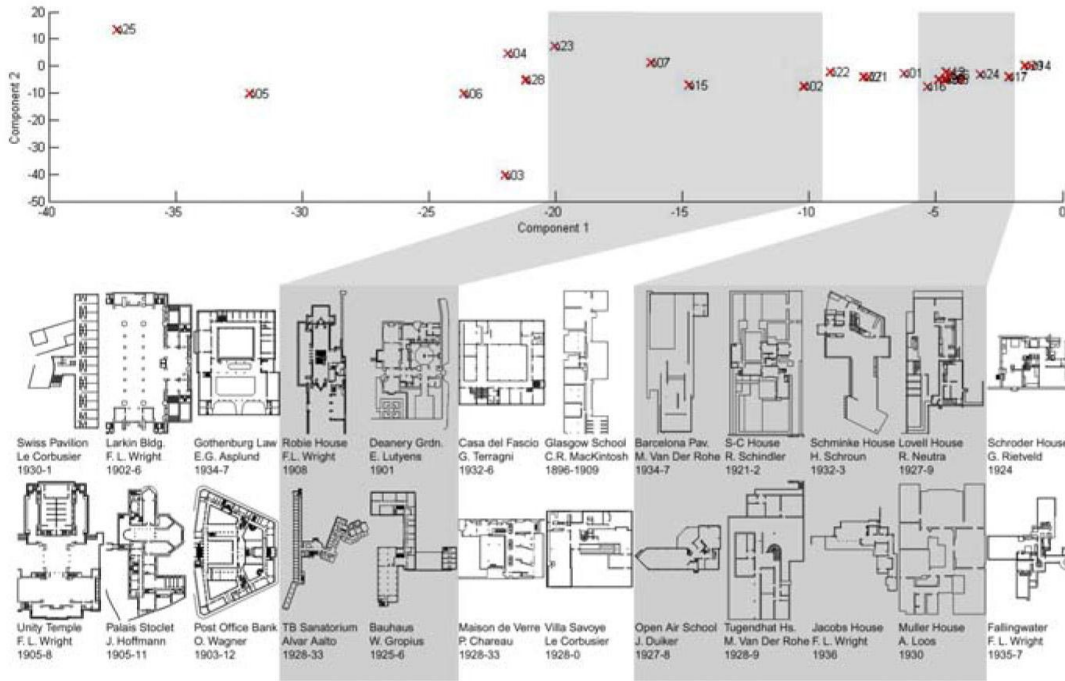 20
10
0
-10
-20
-30
-40
-50
Component 2
-40
-35
-30
-25
-20
-15
-10
-5
0
Component 1
25
05
04
06
28
03
23
07
15
02
22
21
01
16
24
17
14
Swiss Pavilion
Le Corbusier
1930-1
Larkin Bldg.
F. L. Wright
1902-6
Gothenburg Law
E.G. Asplund
1934-7
Robie House
F.L. Wright
1908
Deanery Grdn.
E. Lutyens
1901
Casa del Fascio
G. Terragni
1932-6
Glasgow School
C.R. MacKintosh
1896-1909
Barcelona Pav.
M. Van Der Rohe
1934-7
S-C House
R. Schindler
1921-2
Schminke House
H. Schroun
1932-3
Lovell House
R. Neutra
1927-9
Schroder House
G. Rietveld
1924
Unity Temple
F. L. Wright
1905-8
Palais Stoclet
J. Hoffmann
1905-11
Post Office Bank
O. Wagner
1903-12
TB Sanatorium
Alvar Aalto
1928-33
Bauhaus
W. Gropius
1925-6
Maison de Verre
P. Chareau
1928-33
Villa Savoye
Le Corbusier
1928-0
Open Air School
J. Duiker
1927-8
Tugendhat Hs.
M. Van Der Rohe
1928-9
Jacobs House
F. L. Wright
1936
Muller House
A. Loos
1930
Fallingwater
F. L. Wright
1935-7